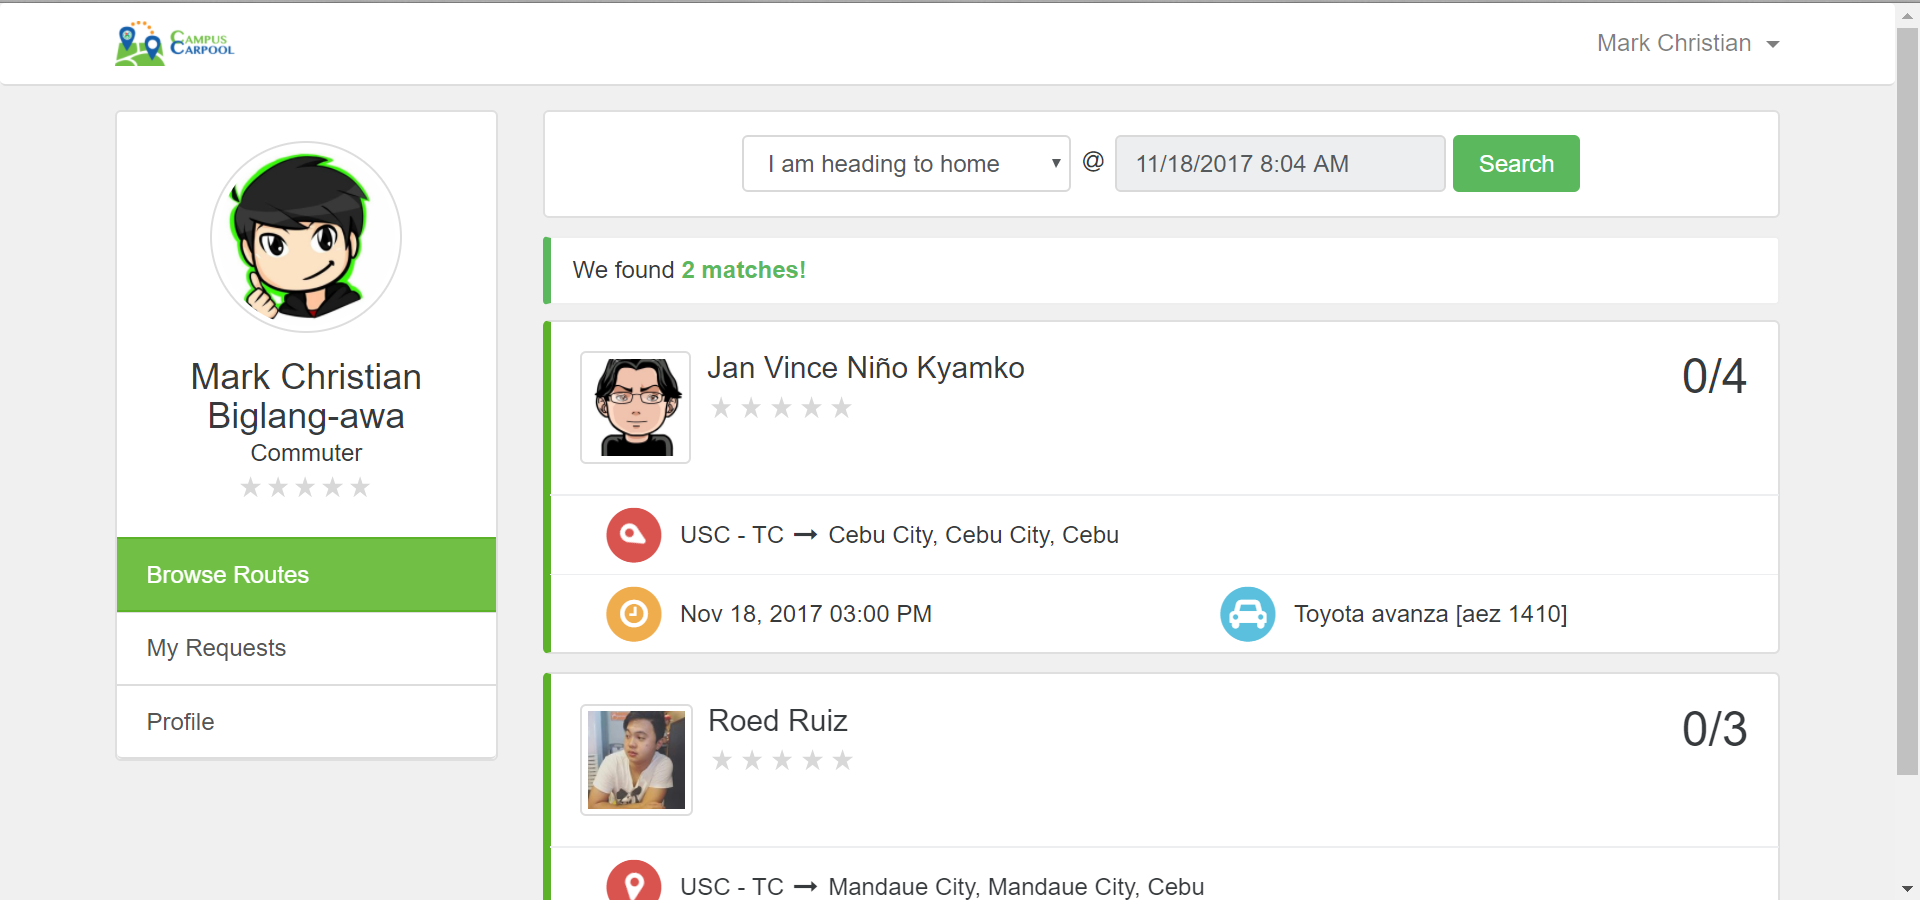 CAMPUS
CARPOOL
Mark Christian
Mark Christian
Biglang-awa
Commuter
Browse Routes
My Requests
Profile
I am heading to home @ 11/18/2017 8:04 AM Search
We found 2 matches!
Jan Vince Niño Kyamko 0/4
USC - TC → Cebu City, Cebu City, Cebu
Nov 18, 2017 03:00 PM Toyota avanza [aez 1410]
Roed Ruiz 0/3
USC - TC → Mandaue City, Mandaue City, Cebu